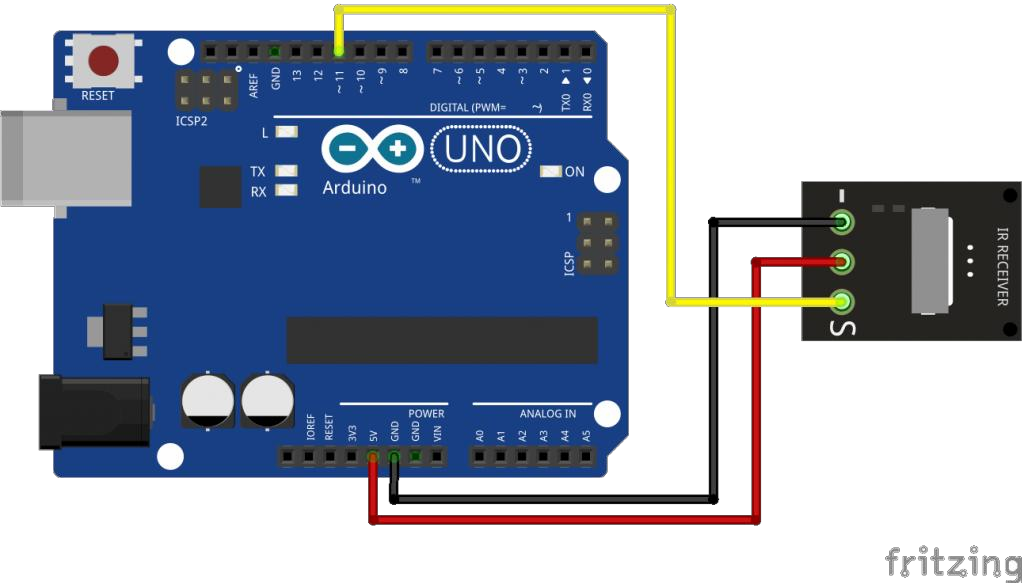 RESET
ICSP2
AREF
GND
13
12
~11
~10
~9
8
7
~6
~5
4
~3
2
TX0 ▶ 1
RX0 ◀ 0
DIGITAL (PWM= ~)
L
TX
RX
Arduino
™
UNO
ON
1
ICSP
-
S
IR RECEIVER
IOREF
RESET
3V3
5V
GND
GND
VIN
POWER
A0
A1
A2
A3
A4
A5
ANALOG IN
fritzing